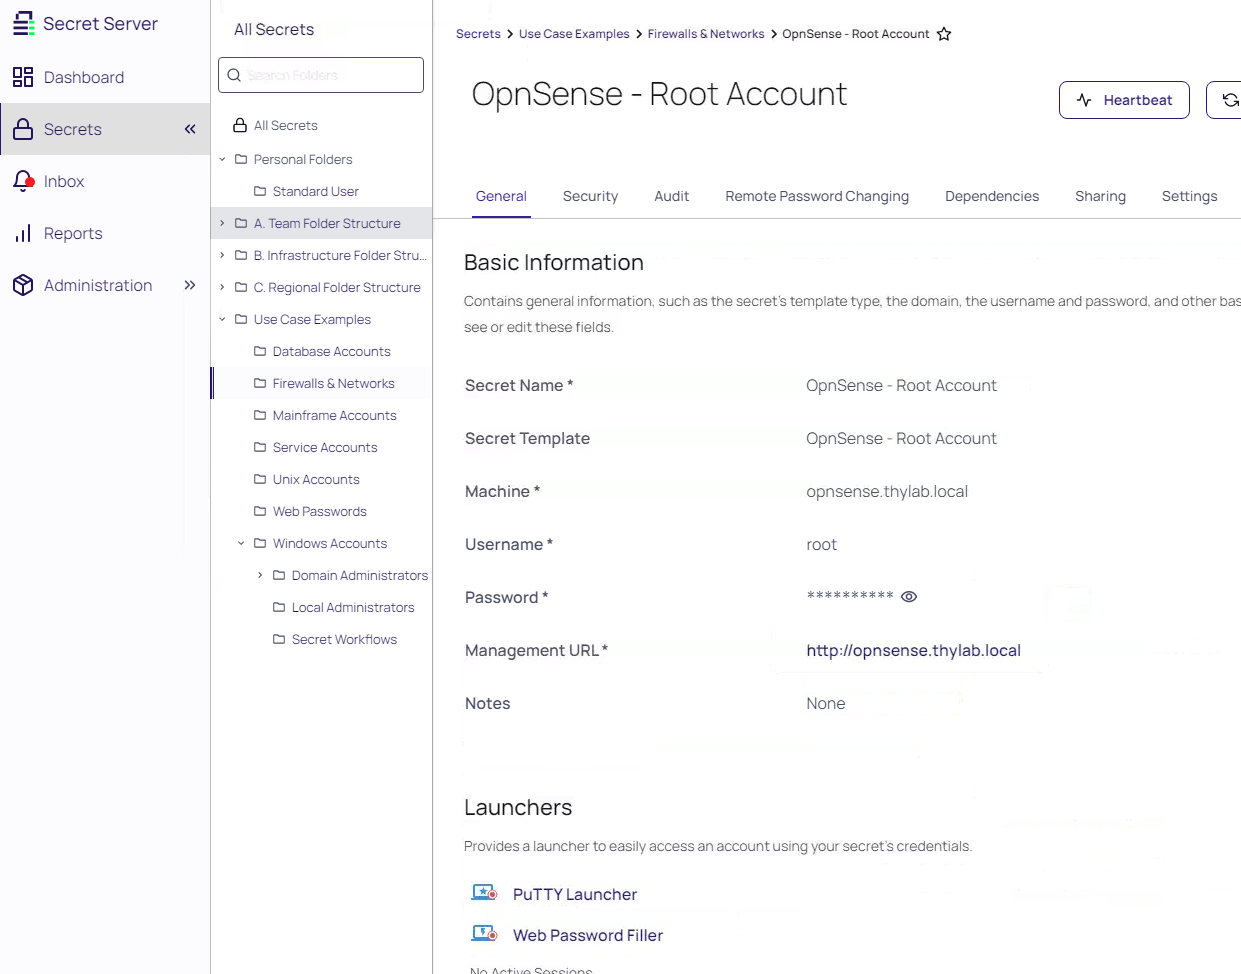 Secret Server
Dashboard
Secrets
Inbox
Reports
Administration
All Secrets
Search Folders
All Secrets
Personal Folders
Standard User
A. Team Folder Structure
B. Infrastructure Folder Stru...
C. Regional Folder Structure
Use Case Examples
Database Accounts
Firewalls & Networks
Mainframe Accounts
Service Accounts
Unix Accounts
Web Passwords
Windows Accounts
Domain Administrators
Local Administrators
Secret Workflows
Secrets > Use Case Examples > Firewalls & Networks > OpnSense - Root Account
OpnSense - Root Account
Heartbeat
General Security Audit Remote Password Changing Dependencies Sharing Settings
Basic Information
Contains general information, such as the secret's template type, the domain, the username and password, and other bas
see or edit these fields.
Secret Name * OpnSense - Root Account
Secret Template OpnSense - Root Account
Machine * opnsense.thylab.local
Username * root
Password * **********
Management URL * http://opnsense.thylab.local
Notes None
Launchers
Provides a launcher to easily access an account using your secret's credentials.
PuTTY Launcher
Web Password Filler
No Active Sessions